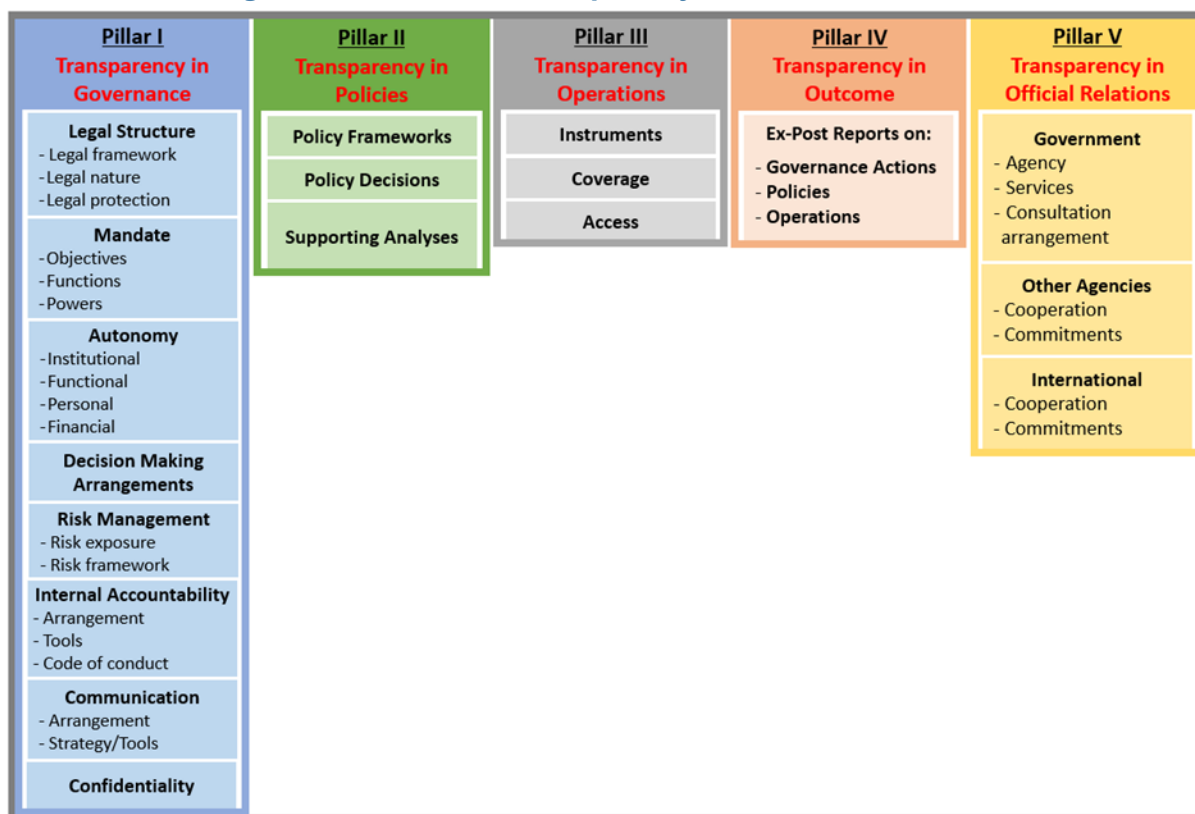 Pillar I
Transparency in
Governance
Legal Structure
- Legal framework
- Legal nature
- Legal protection
Mandate
- Objectives
- Functions
- Powers
Autonomy
- Institutional
- Functional
- Personal
- Financial
Decision Making
Arrangements
Risk Management
- Risk exposure
- Risk framework
Internal Accountability
- Arrangement
- Tools
- Code of conduct
Communication
- Arrangement
- Strategy/Tools
Confidentiality
Pillar II
Transparency in
Policies
Policy Frameworks
Policy Decisions
Supporting Analyses
Pillar III
Transparency in
Operations
Instruments
Coverage
Access
Pillar IV
Transparency in
Outcome
Ex-Post Reports on:
- Governance Actions
- Policies
- Operations
Pillar V
Transparency in
Official Relations
Government
- Agency
- Services
- Consultation
arrangement
Other Agencies
- Cooperation
- Commitments
International
- Cooperation
- Commitments